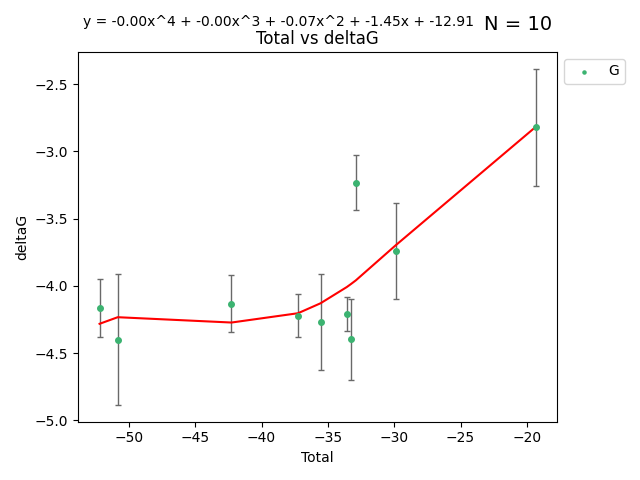 y = -0.00x^4 + -0.00x^3 + -0.07x^2 + -1.45x + -12.91 N = 10
Total vs deltaG
G
−2.5
−3.0
−3.5
−4.0
−4.5
−5.0
deltaG
−50 −45 −40 −35 −30 −25 −20
Total